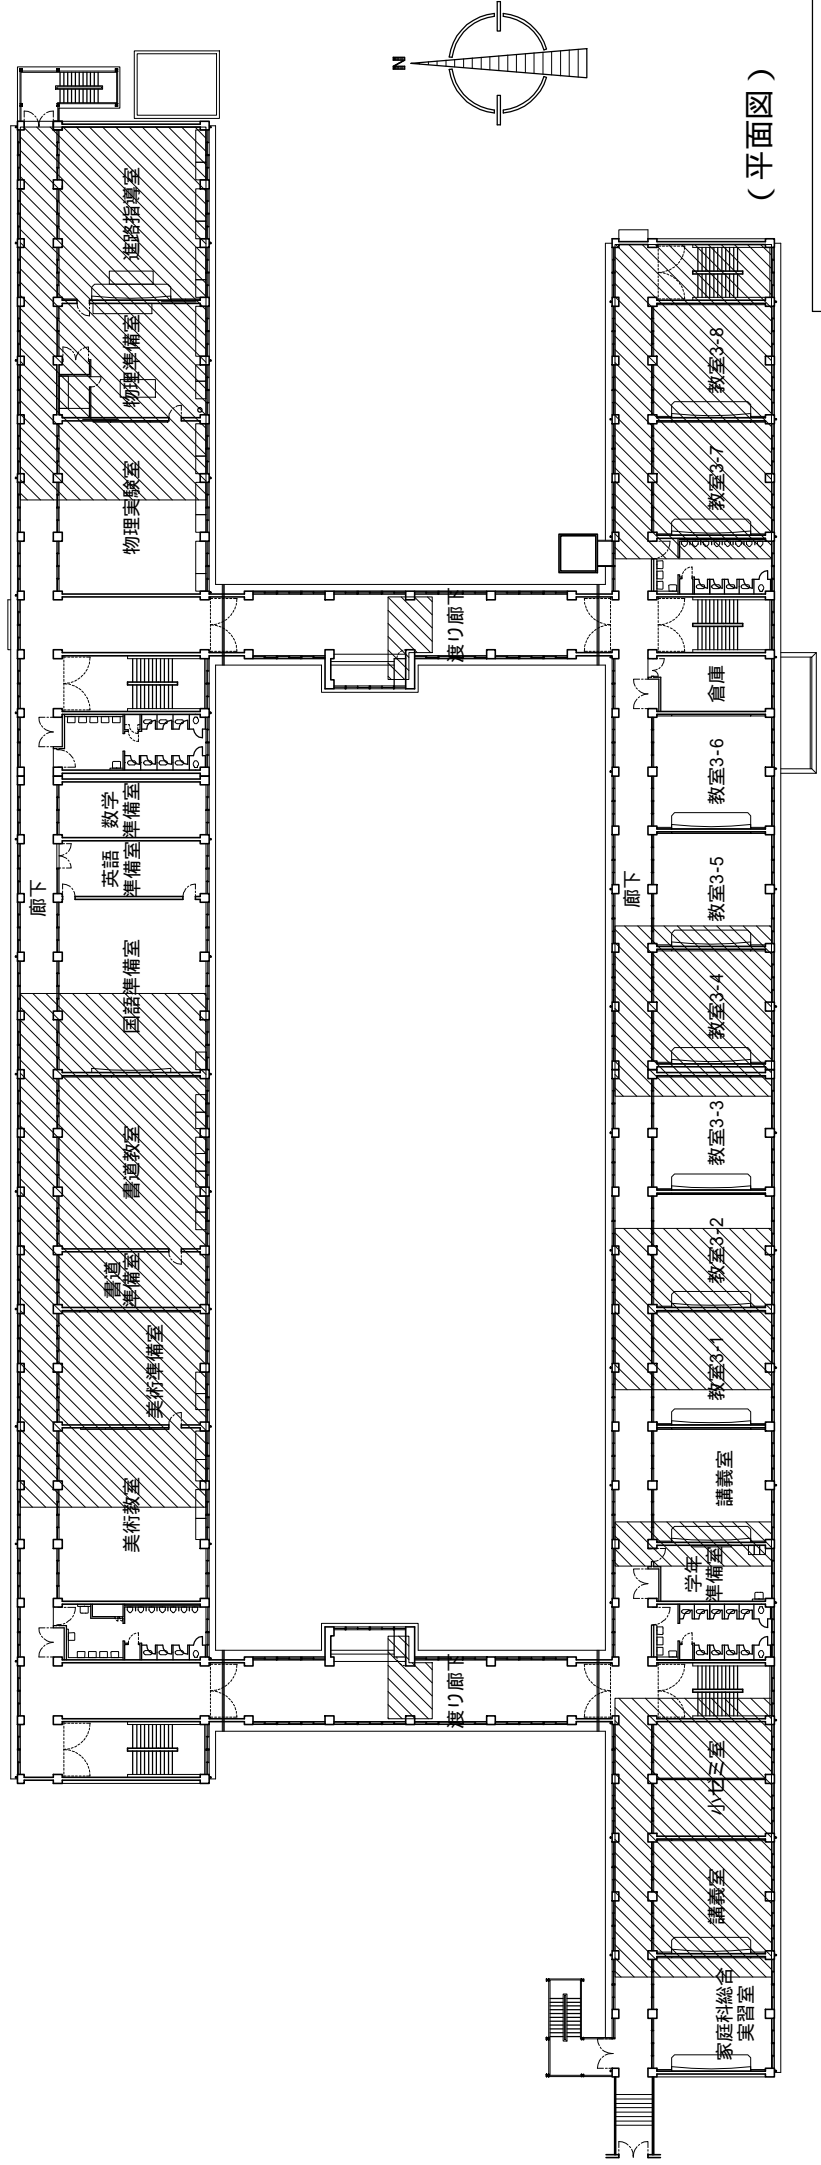 N
（平面図）
進路指導室
物理準備室
物理実験室
数学
準備室
英語
準備室
廊下
国語準備室
書道教室
書道
準備室
美術準備室
美術教室
渡り廊下
渡り廊下
教室3-8
教室3-7
倉庫
教室3-6
教室3-5
廊下
教室3-4
教室3-3
教室3-2
教室3-1
講義室
学年
準備室
小ゼミ室
講義室
家庭科総合
実習室